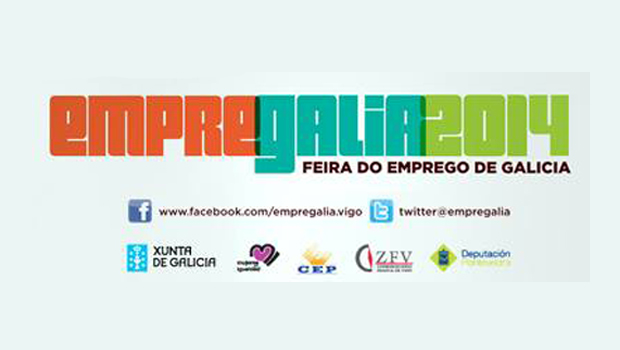 empregalia2014
FEIRA DO EMPREGO DE GALICIA
f www.facebook.com/empregalia.vigo t twitter@empregalia
XUNTA
DE GALICIA
CEP
ZFV
Deputación
Pontevedra